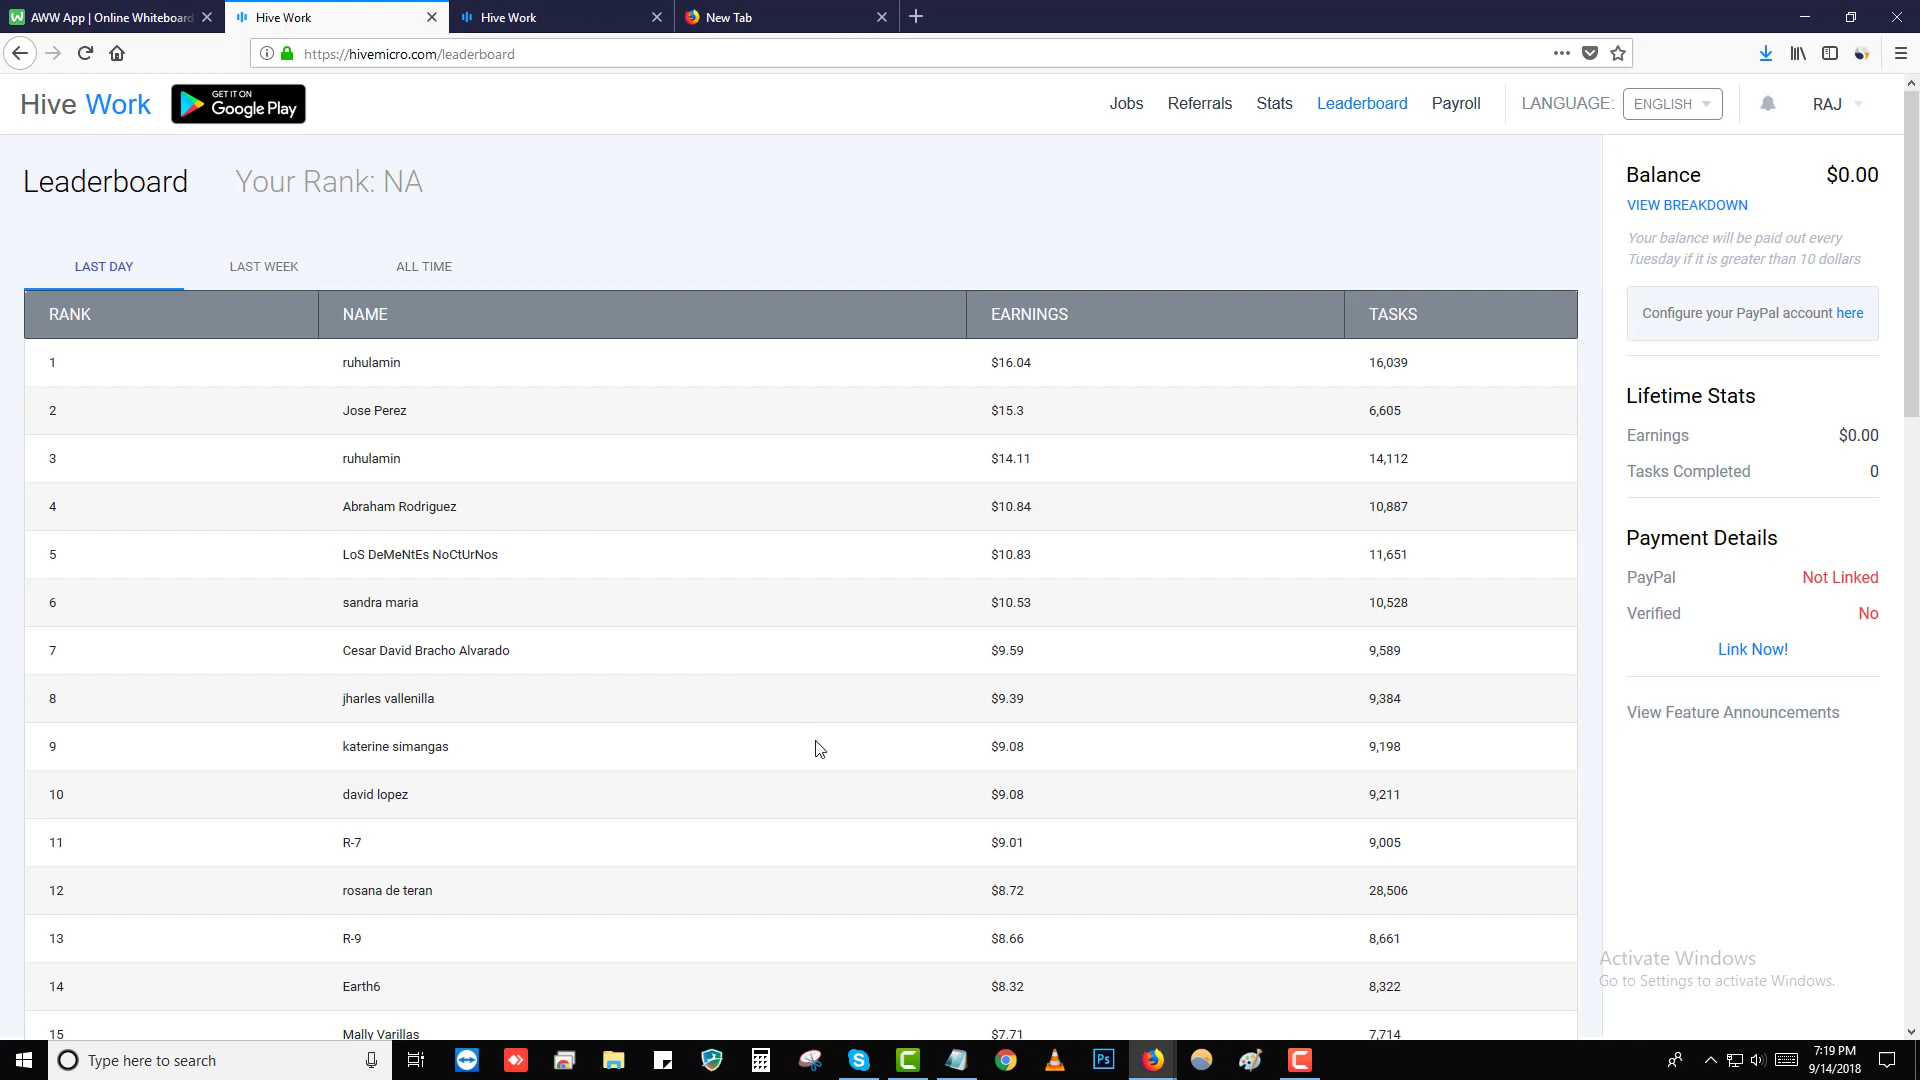 AWW App | Online Whiteboard
Hive Work
Hive Work
New Tab
https://hivemicro.com/leaderboard
Hive Work
GET IT ON
Google Play
Jobs
Referrals
Stats
Leaderboard
Payroll
LANGUAGE:
ENGLISH
RAJ
Leaderboard
Your Rank: NA
LAST DAY
LAST WEEK
ALL TIME
RANK NAME EARNINGS TASKS
1 ruhulamin $16.04 16,039
2 Jose Perez $15.3 6,605
3 ruhulamin $14.11 14,112
4 Abraham Rodriguez $10.84 10,887
5 LoS DeMeNtEs NoCtUrNos $10.83 11,651
6 sandra maria $10.53 10,528
7 Cesar David Bracho Alvarado $9.59 9,589
8 jharles vallenilla $9.39 9,384
9 katerine simangas $9.08 9,198
10 david lopez $9.08 9,211
11 R-7 $9.01 9,005
12 rosana de teran $8.72 28,506
13 R-9 $8.66 8,661
14 Earth6 $8.32 8,322
15 Mally Varillas $7.71 7,714
Balance $0.00
VIEW BREAKDOWN
Your balance will be paid out every
Tuesday if it is greater than 10 dollars
Configure your PayPal account here
Lifetime Stats
Earnings $0.00
Tasks Completed 0
Payment Details
PayPal Not Linked
Verified No
Link Now!
View Feature Announcements
Activate Windows
Go to Settings to activate Windows.
Type here to search
Ps
7:19 PM
9/14/2018